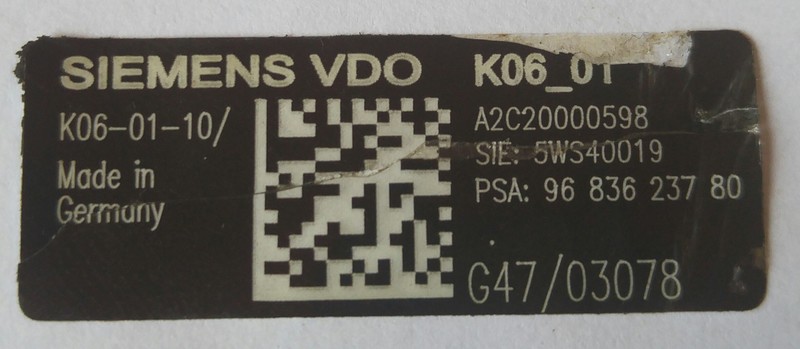 SIEMENS VDO
K06_01
K06-01-10/
Made in
Germany
A2C20000598
SIE: 5WS40019
PSA: 96 836 237 80
G47/03078